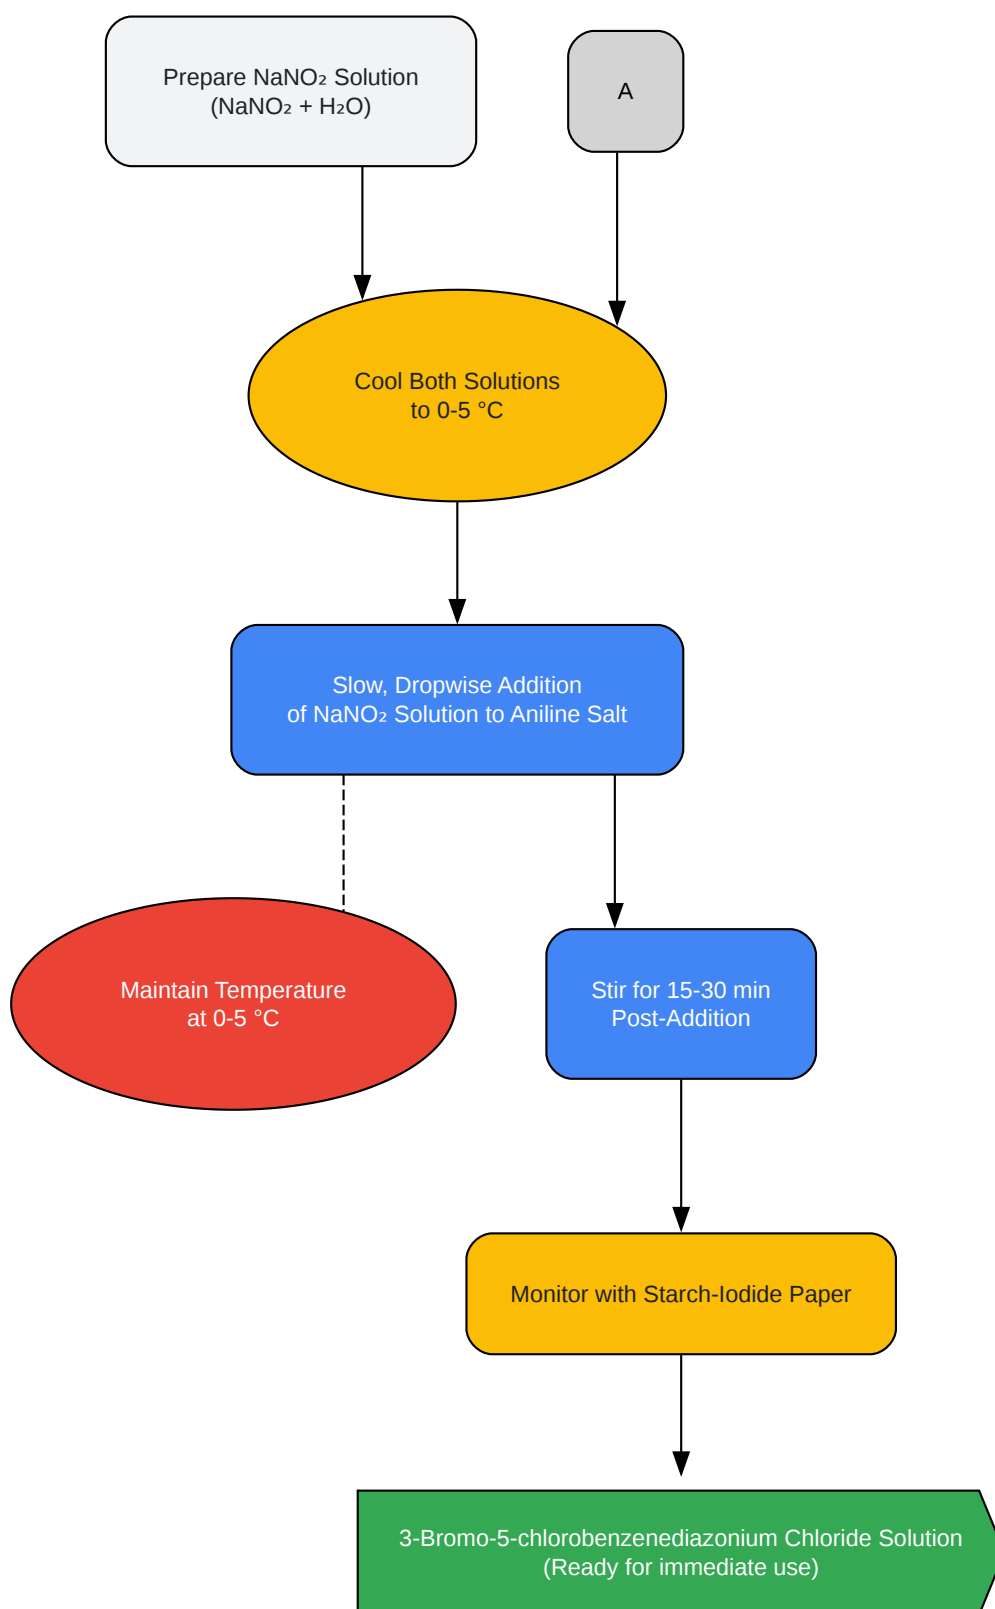 Prepare NaNO₂ Solution
(NaNO₂ + H₂O)
A
Cool Both Solutions
to 0-5 °C
Slow, Dropwise Addition
of NaNO₂ Solution to Aniline Salt
Maintain Temperature
at 0-5 °C
Stir for 15-30 min
Post-Addition
Monitor with Starch-Iodide Paper
3-Bromo-5-chlorobenzenediazonium Chloride Solution
(Ready for immediate use)